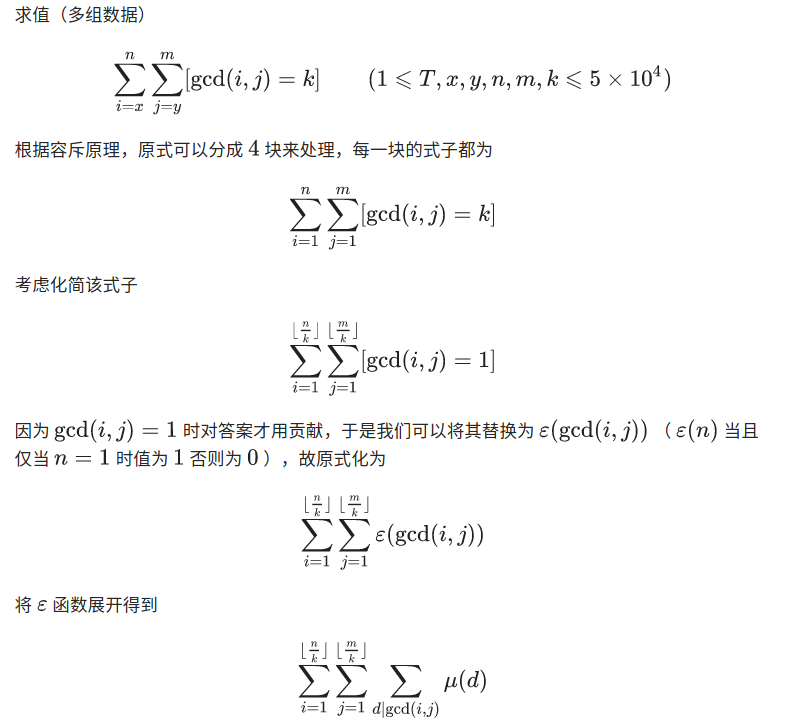 求值（多组数据）
$$\sum_{i=x}^{n}\sum_{j=y}^{m}[\gcd(i,j)=k]\qquad(1\leqslant T,x,y,n,m,k\leqslant 5\times 10^4)$$
根据容斥原理，原式可以分成 $4$ 块来处理，每一块的式子都为
$$\sum_{i=1}^{n}\sum_{j=1}^{m}[\gcd(i,j)=k]$$
考虑化简该式子
$$\sum_{i=1}^{\lfloor\frac{n}{k}\rfloor}\sum_{j=1}^{\lfloor\frac{m}{k}\rfloor}[\gcd(i,j)=1]$$
因为 $\gcd(i,j)=1$ 时对答案才用贡献，于是我们可以将其替换为 $\varepsilon(\gcd(i,j))$（ $\varepsilon(n)$ 当且
仅当 $n=1$ 时值为 $1$ 否则为 $0$ ），故原式化为
$$\sum_{i=1}^{\lfloor\frac{n}{k}\rfloor}\sum_{j=1}^{\lfloor\frac{m}{k}\rfloor}\varepsilon(\gcd(i,j))$$
将 $\varepsilon$ 函数展开得到
$$\sum_{i=1}^{\lfloor\frac{n}{k}\rfloor}\sum_{j=1}^{\lfloor\frac{m}{k}\rfloor}\sum_{d|\gcd(i,j)}\mu(d)$$